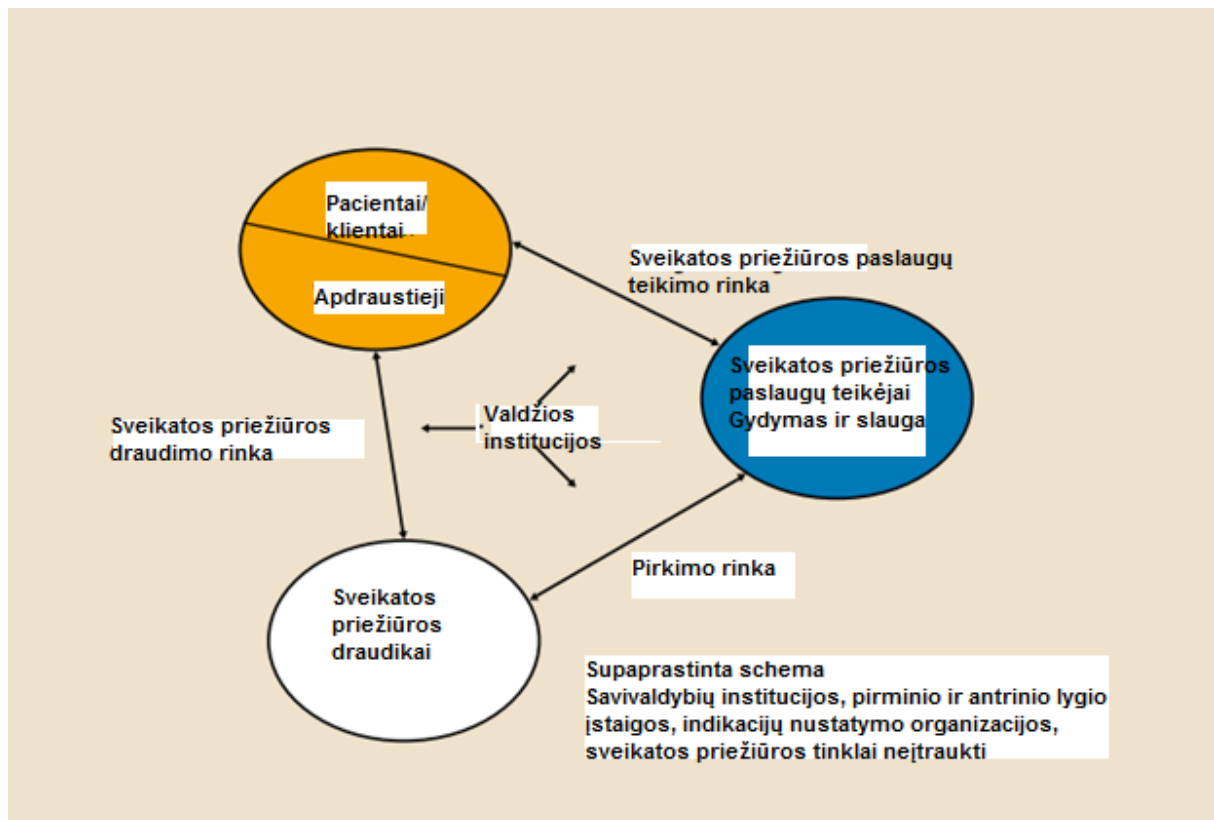 Pacientai/
klientai
Apdraustieji
Sveikatos priežiūros paslaugų
teikimo rinka
Sveikatos priežiūros
paslaugų teikėjai
Gydymas ir slauga
Valdžios
institucijos
Sveikatos priežiūros
draudimo rinka
Pirkimo rinka
Sveikatos
priežiūros
draudikai
Supaprastinta schema
Savivaldybių institucijos, pirminio ir antrinio lygio
įstaigos, indikacijų nustatymo organizacijos,
sveikatos priežiūros tinklai neįtraukti